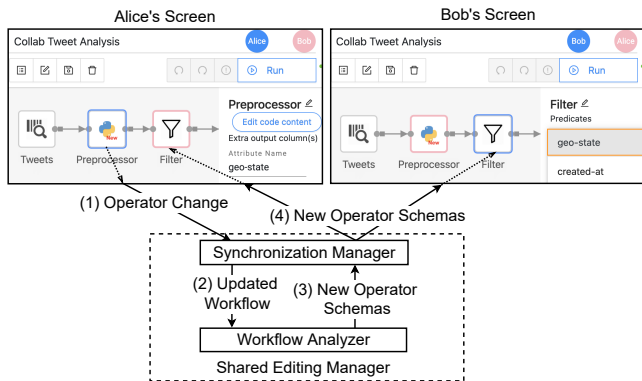 Alice's Screen
Collab Tweet Analysis
Alice
Bob
Run
Preprocessor
Edit code content
Extra output column(s)
Attribute Name
geo-state
New
Tweets
Preprocessor
Filter
Bob's Screen
Collab Tweet Analysis
Bob
Alice
Run
Filter
Predicates
geo-state
created-at
New
Tweets
Preprocessor
Filter
(1) Operator Change
(4) New Operator Schemas
Synchronization Manager
(2) Updated
Workflow
(3) New Operator
Schemas
Workflow Analyzer
Shared Editing Manager